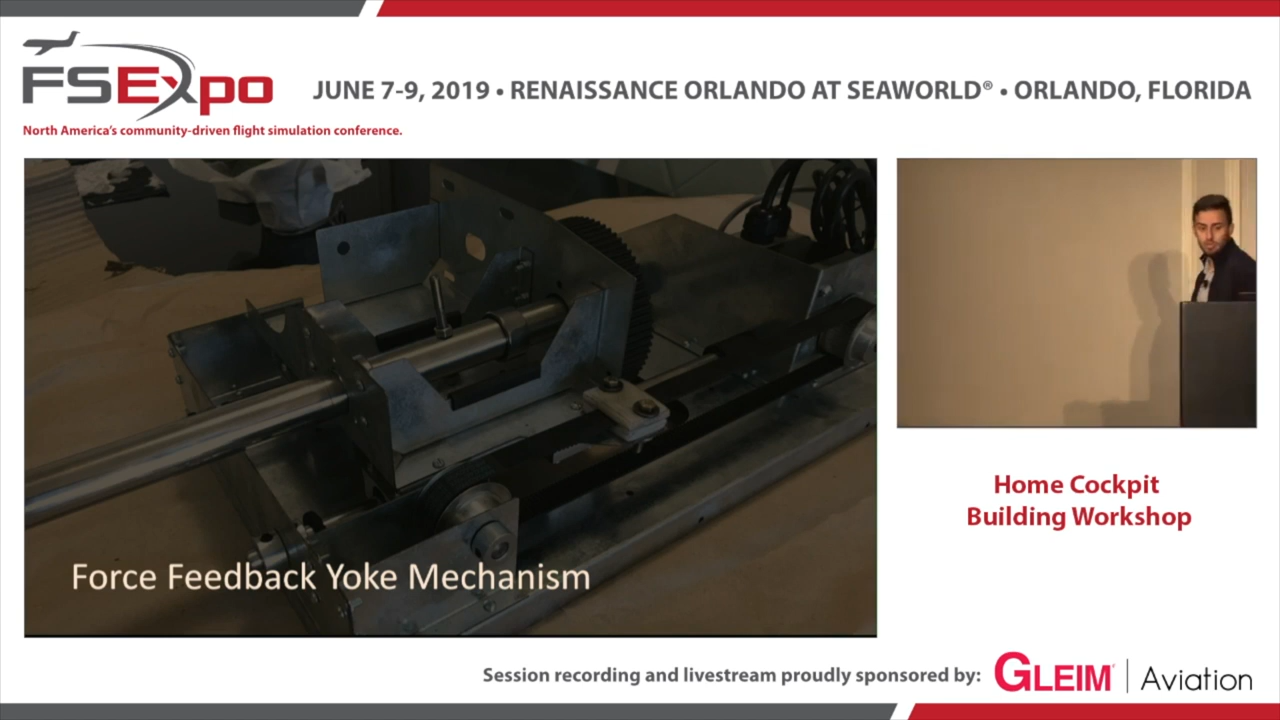 FSExpo
JUNE 7-9, 2019 • RENAISSANCE ORLANDO AT SEAWORLD® • ORLANDO, FLORIDA
North America's community-driven flight simulation conference.
Force Feedback Yoke Mechanism
Home Cockpit
Building Workshop
Session recording and livestream proudly sponsored by:
GLEIM® | Aviation